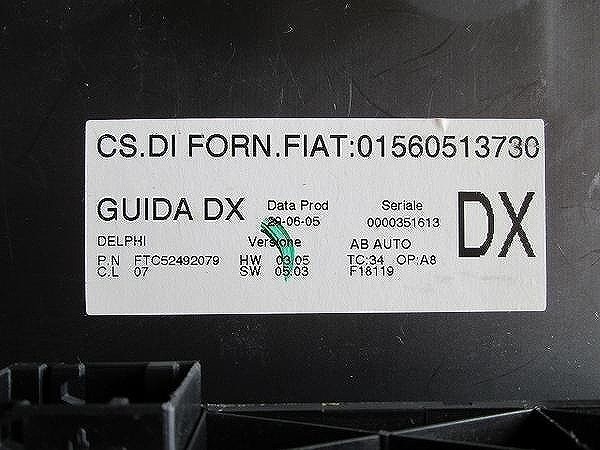 CS.DI FORN.FIAT:01560513730
GUIDA DX Data Prod Seriale DX
29-06-05 0000351613
DELPHI Versione AB AUTO
P.N FTC52492079 HW 03.05 TC:34 OP:A8
C.L 07 SW 05.03 F18119